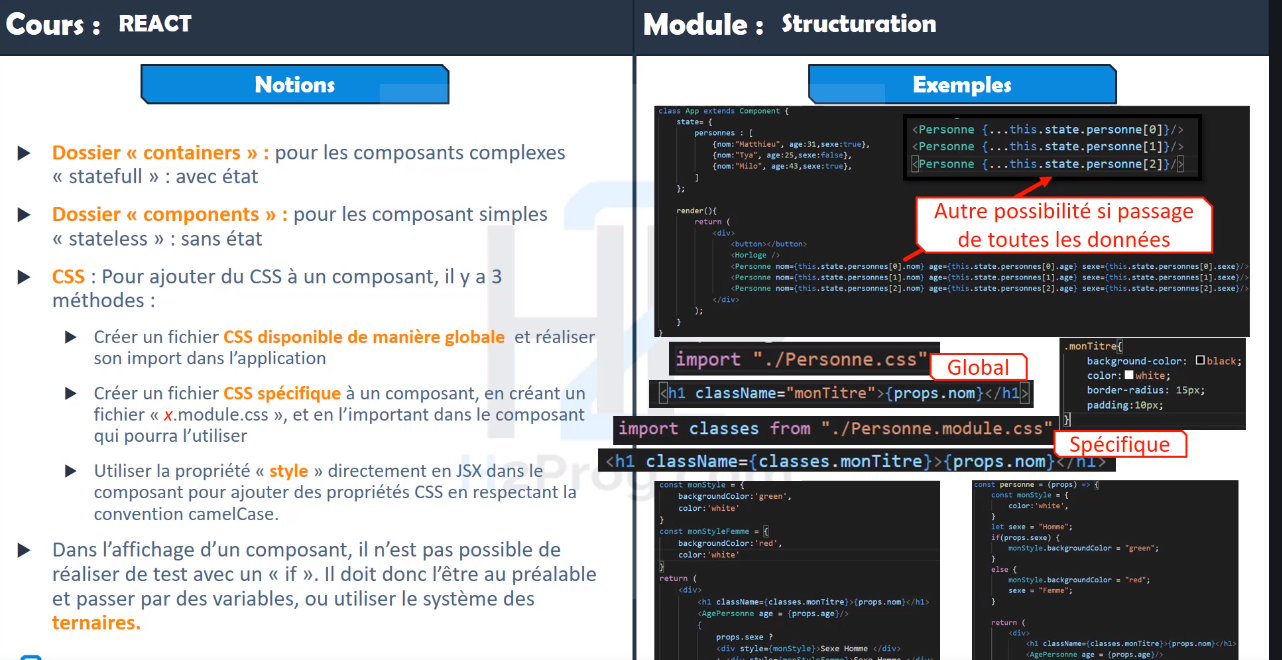 Cours : REACT
Module : Structuration
Notions
Dossier « containers » : pour les composants complexes
« statefull » : avec état
Dossier « components » : pour les composant simples
« stateless » : sans état
CSS : Pour ajouter du CSS à un composant, il y a 3
méthodes :
Créer un fichier CSS disponible de manière globale et réaliser
son import dans l'application
Créer un fichier CSS spécifique à un composant, en créant un
fichier « x.module.css », et en l'important dans le composant
qui pourra l'utiliser
Utiliser la propriété « style » directement en JSX dans le
composant pour ajouter des propriétés CSS en respectant la
convention camelCase.
Dans l'affichage d'un composant, il n'est pas possible de
réaliser de test avec un « if ». Il doit donc l'être au préalable
et passer par des variables, ou utiliser le système des
ternaires.
Exemples
class App extends Component {
state= {
personnes : [
{nom:"Matthieu", age:31,sexe:true},
{nom:"Tya", age:25,sexe:false},
{nom:"Milo", age:43,sexe:true},
]
};
render(){
return (
<div>
<button></button>
<Horloge />
<Personne nom={this.state.personnes[0].nom} age={this.state.personnes[0].age} sexe={this.state.personnes[0].sexe}/>
<Personne nom={this.state.personnes[1].nom} age={this.state.personnes[1].age} sexe={this.state.personnes[1].sexe}/>
<Personne nom={this.state.personnes[2].nom} age={this.state.personnes[2].age} sexe={this.state.personnes[2].sexe}/>
</div>
);
}
}
<Personne {...this.state.personne[0]}/>
<Personne {...this.state.personne[1]}/>
<Personne {...this.state.personne[2]}/>
Autre possibilité si passage
de toutes les données
import "./Personne.css"
Global
<h1 className="monTitre">{props.nom}</h1>
.monTitre{
background-color: black;
color: white;
border-radius: 15px;
padding:10px;
}
import classes from "./Personne.module.css"
Spécifique
<h1 className={classes.monTitre}>{props.nom}</h1>
H2Prog.com
const monStyle = {
backgroundColor:'green',
color:'white'
}
const monStyleFemme = {
backgroundColor:'red',
color:'white'
}
return (
<div>
<h1 className={classes.monTitre}>{props.nom}</h1>
<AgePersonne age = {props.age}/>
{
props.sexe ?
<div style={monStyle}>Sexe Homme </div>
const personne = (props) => {
const monStyle = {
color:'white',
}
let sexe = "Homme";
if(props.sexe) {
monStyle.backgroundColor = "green";
}
else {
monStyle.backgroundColor = "red";
sexe = "Femme";
}
return (
<div>
<h1 className={classes.monTitre}>{props.nom}</h1>
<AgePersonne age = {props.age}/>